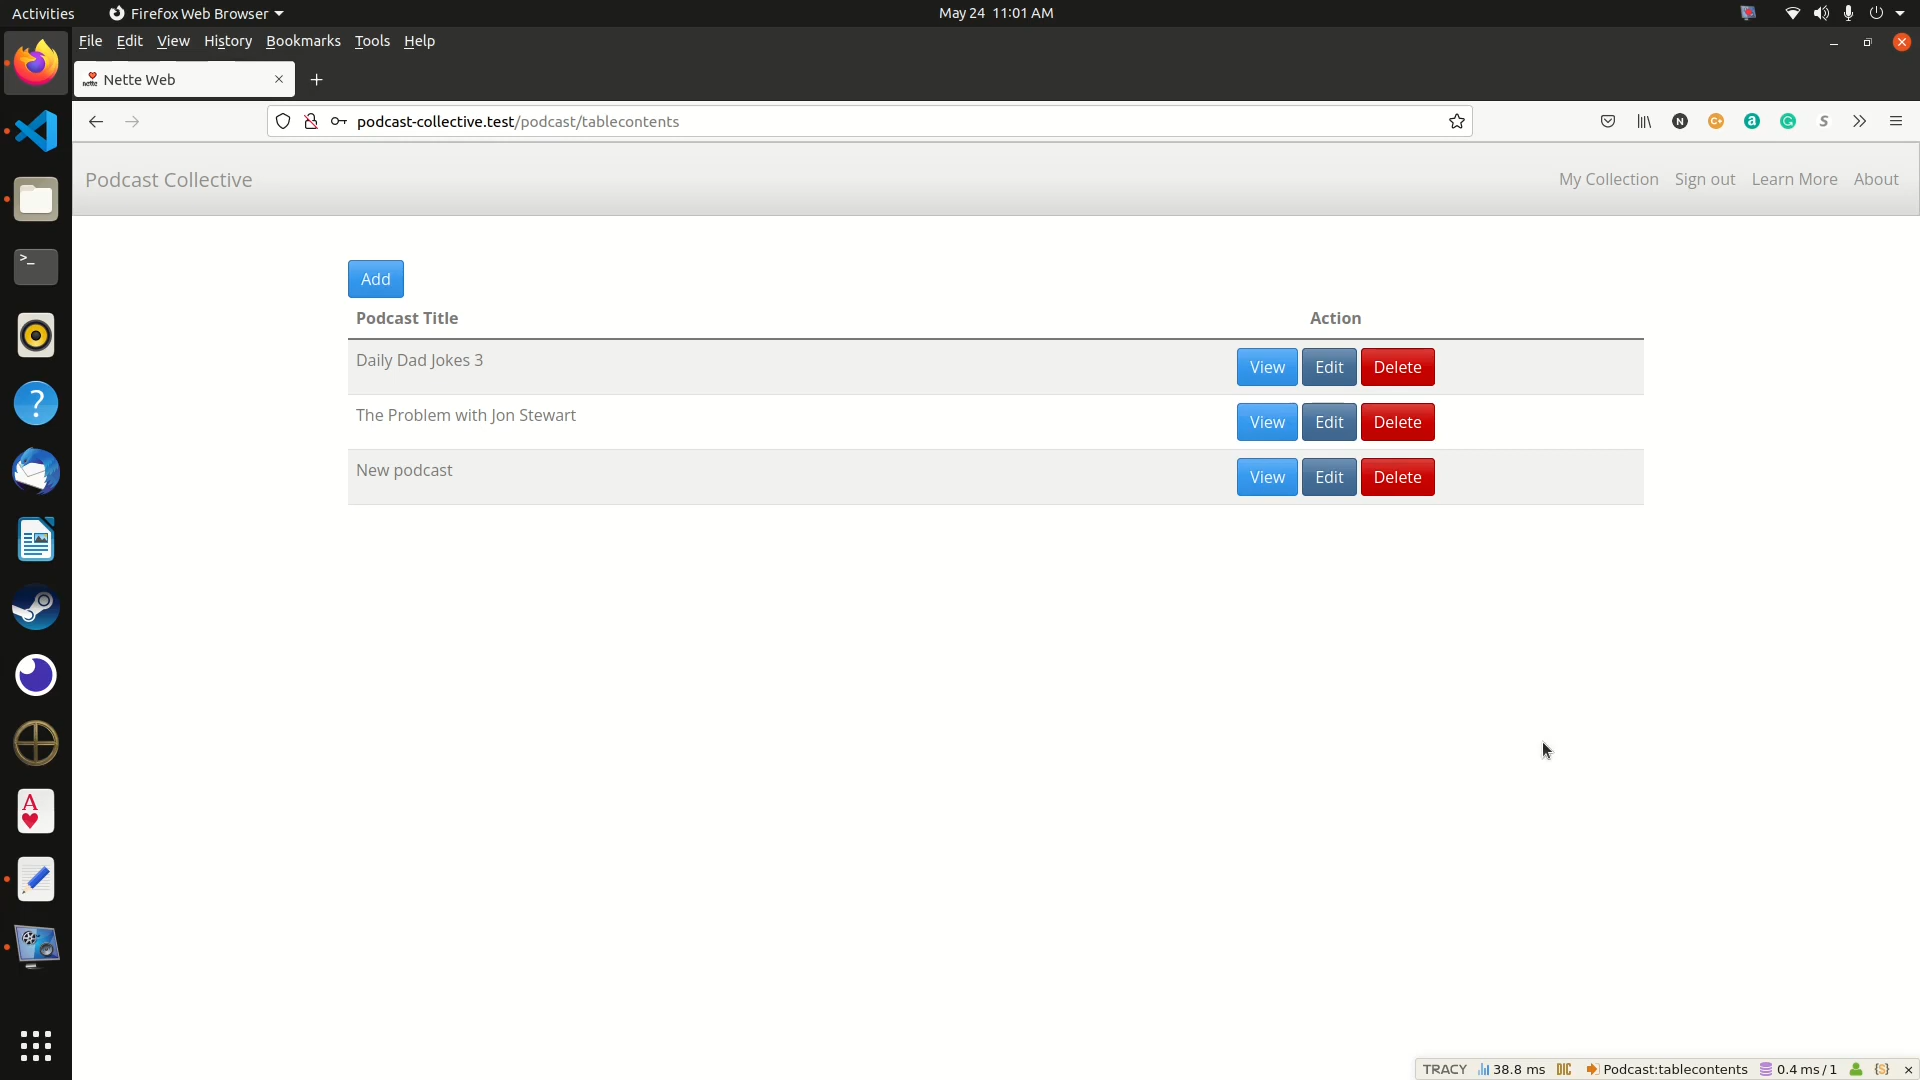 Activities Firefox Web Browser May 24 11:01 AM
File Edit View History Bookmarks Tools Help
nette Nette Web
podcast-collective.test/podcast/tablecontents
Podcast Collective My Collection Sign out Learn More About
Add
Podcast Title Action
Daily Dad Jokes 3 View Edit Delete
The Problem with Jon Stewart View Edit Delete
New podcast View Edit Delete
TRACY 38.8 ms DIC Podcast:tablecontents 0.4 ms / 1 {S}